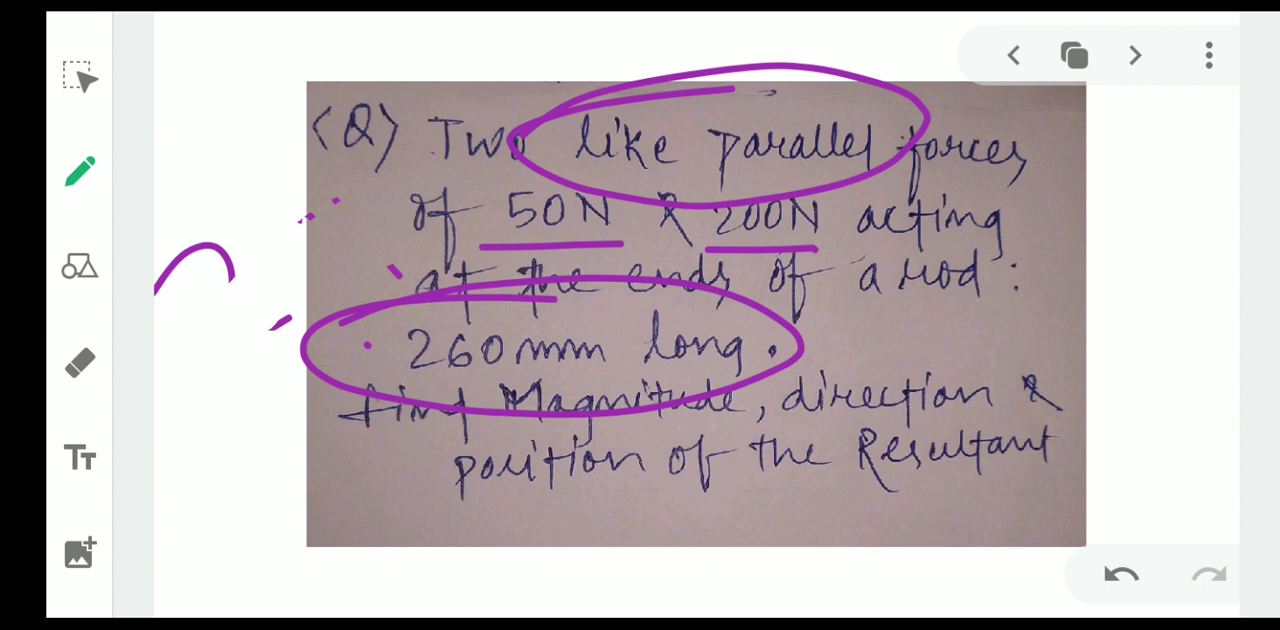 (Q) Two like parallel forces
of 50N & 200N acting
at the ends of a rod :
260mm long.
find Magnitude, direction &
position of the Resultant
TT